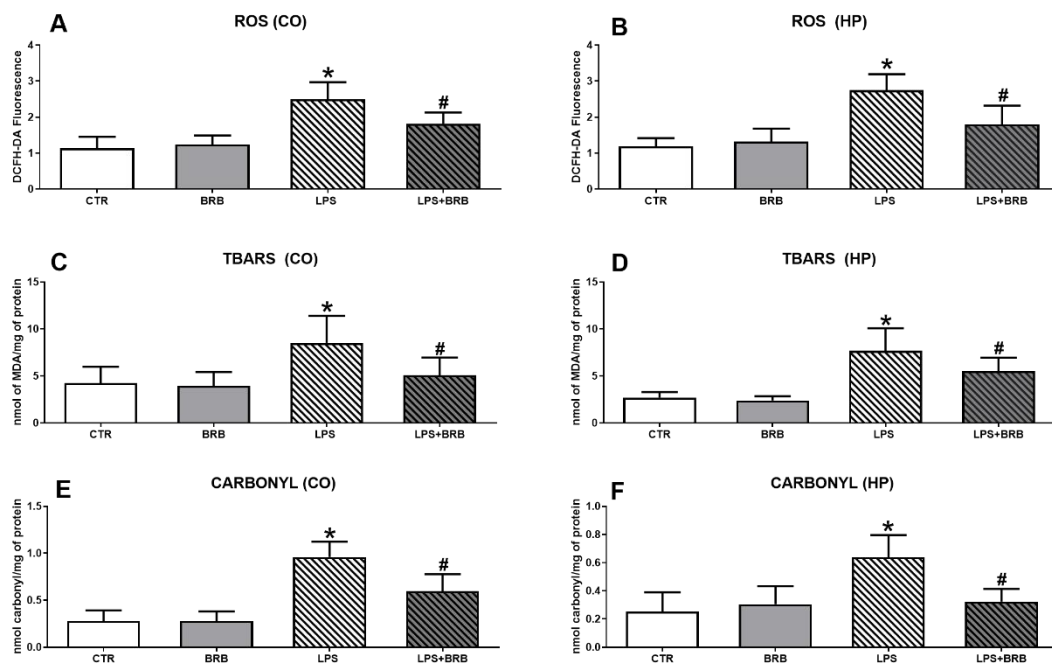 A
ROS (CO)
DCFH-DA Fluorescence
4
3
2
1
0
*
#
CTR
BRB
LPS
LPS+BRB
B
ROS (HP)
DCFH-DA Fluorescence
4
3
2
1
0
*
#
CTR
BRB
LPS
LPS+BRB
C
TBARS (CO)
nmol of MDA/mg of protein
15
10
5
0
*
#
CTR
BRB
LPS
LPS+BRB
D
TBARS (HP)
nmol of MDA/mg of protein
15
10
5
0
*
#
CTR
BRB
LPS
LPS+BRB
E
CARBONYL (CO)
nmol carbonyl/mg of protein
1.5
1.0
0.5
0.0
*
#
CTR
BRB
LPS
LPS+BRB
F
CARBONYL (HP)
nmol carbonyl/mg of protein
1.0
0.8
0.6
0.4
0.2
0.0
*
#
CTR
BRB
LPS
LPS+BRB